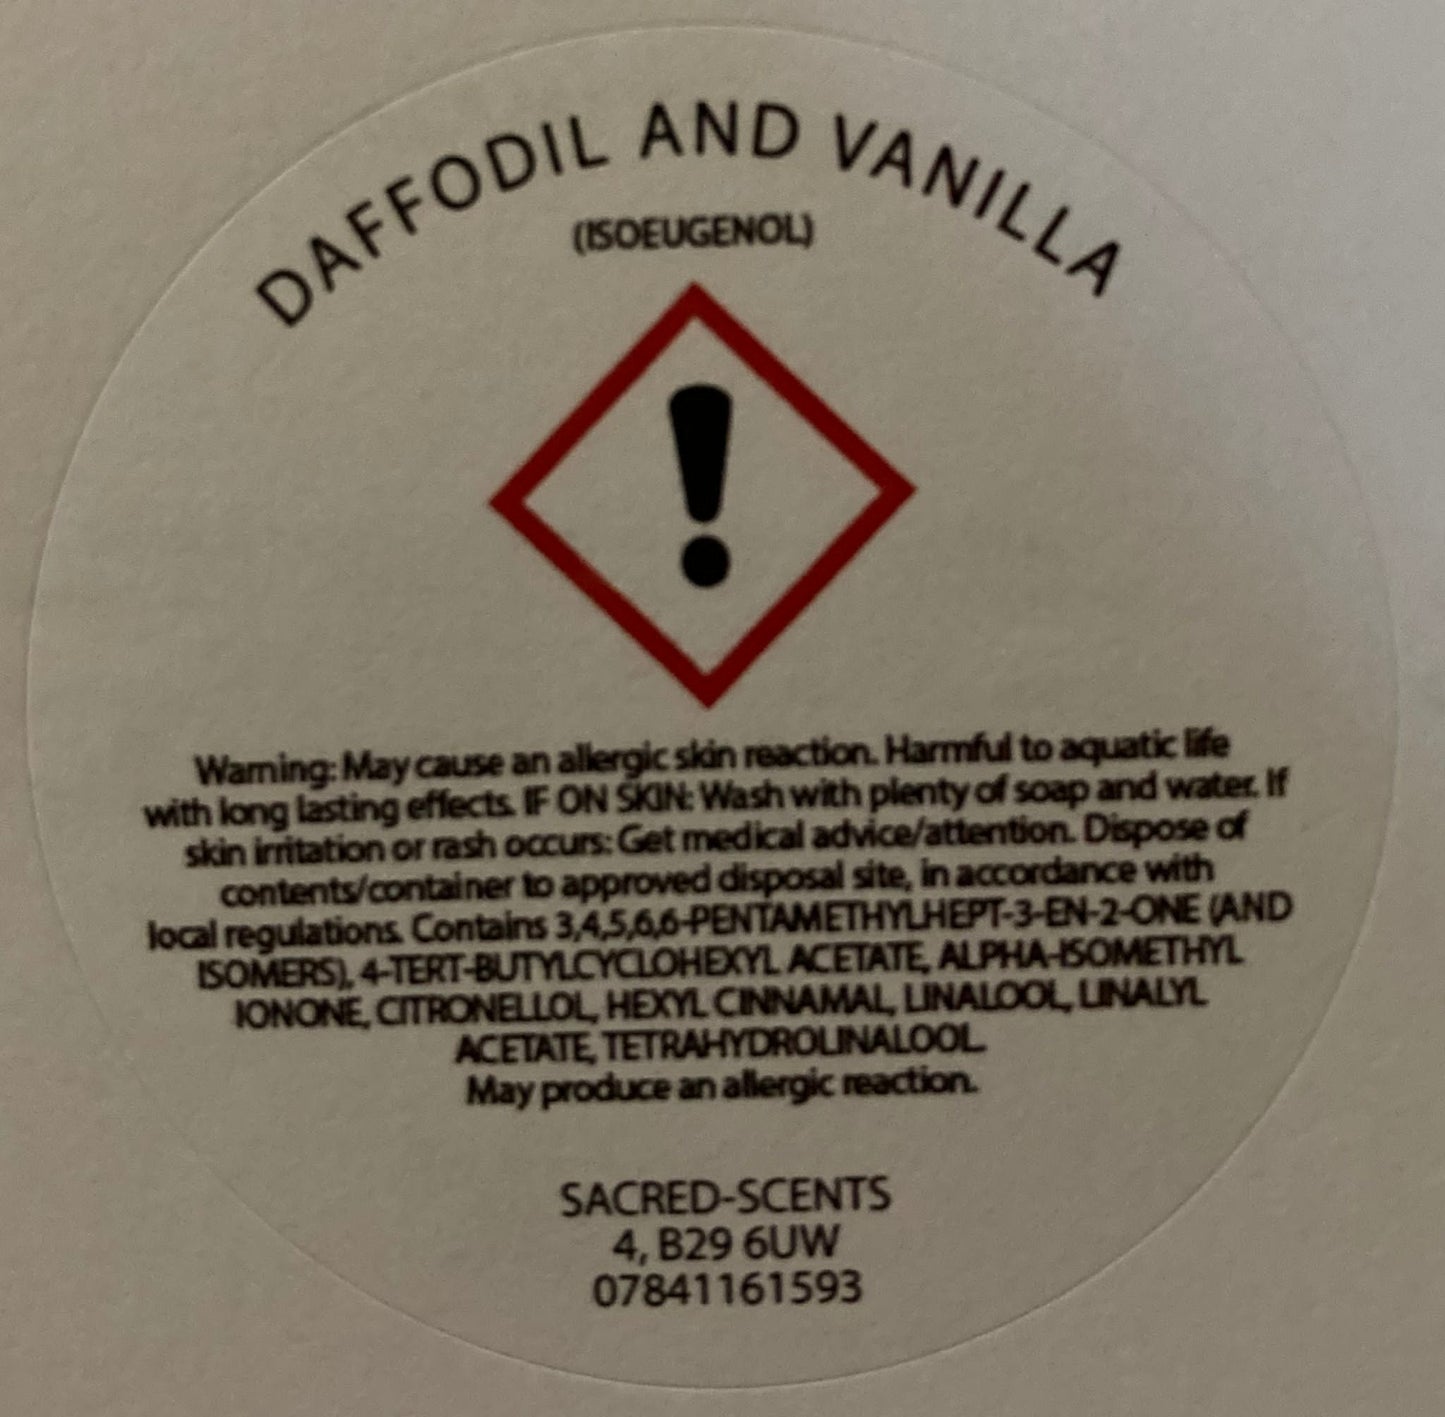 DAFFODIL AND VANILLA
(ISOEUGENOL)
!
Warning: May cause an allergic skin reaction. Harmful to aquatic life
with long lasting effects. IF ON SKIN: Wash with plenty of soap and water. If
skin irritation or rash occurs: Get medical advice/attention. Dispose of
contents/container to approved disposal site, in accordance with
local regulations. Contains 3,4,5,6,6-PENTAMETHYLHEPT-3-EN-2-ONE (AND
ISOMERS), 4-TERT-BUTYLCYCLOHEXYL ACETATE, ALPHA-ISOMETHYL
IONONE, CITRONELLOL, HEXYL CINNAMAL, LINALOOL, LINALYL
ACETATE, TETRAHYDROLINALOOL.
May produce an allergic reaction.
SACRED-SCENTS
4, B29 6UW
07841161593